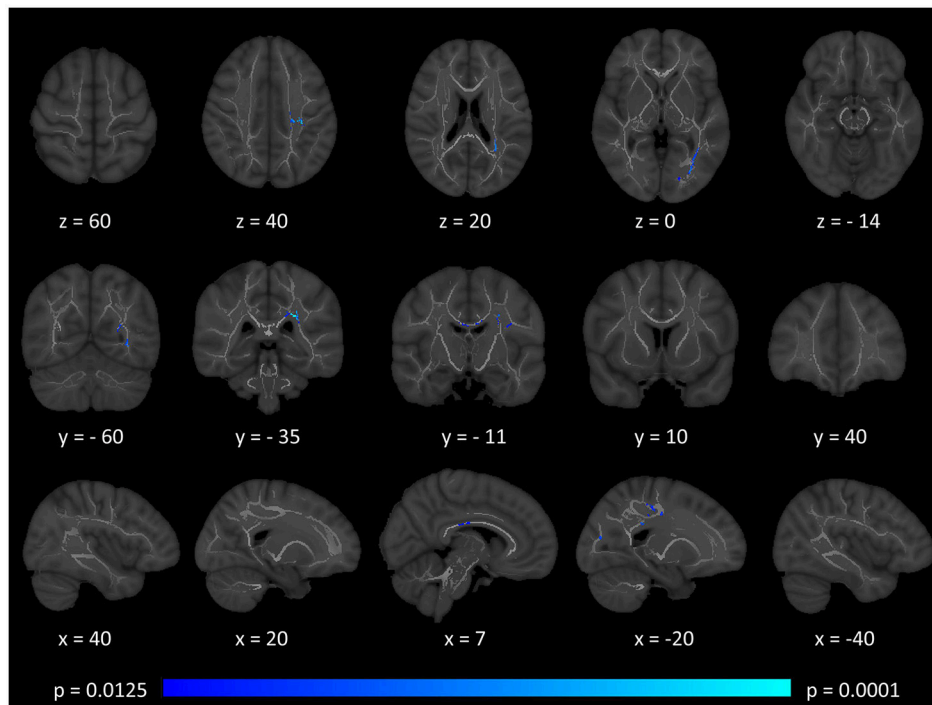 z = 60 z = 40 z = 20 z = 0 z = - 14
y = - 60 y = - 35 y = - 11 y = 10 y = 40
x = 40 x = 20 x = 7 x = -20 x = -40
p = 0.0125 p = 0.0001